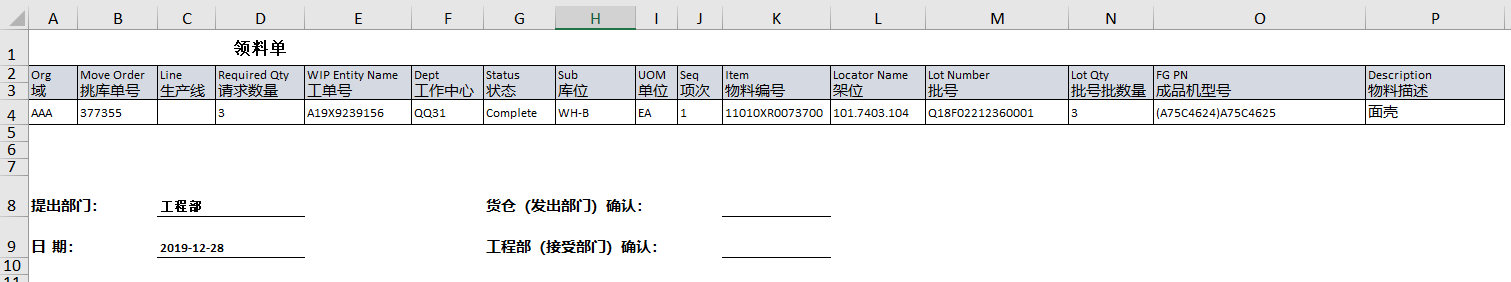 A B C D E F G H I J K L M N O P
1 领料单
2 Org Move Order Line Required Qty WIP Entity Name Dept Status Sub UOM Seq Item Locator Name Lot Number Lot Qty FG PN Description
3 域 挑库单号 生产线 请求数量 工单号 工作中心 状态 库位 单位 项次 物料编号 架位 批号 批号批数量 成品机型号 物料描述
4 AAA 377355 3 A19X9239156 QQ31 Complete WH-B EA 1 11010XR0073700 101.7403.104 Q18F02212360001 3 (A75C4624)A75C4625 面壳
5
6
7
8 提出部门： 工程部 货仓（发出部门）确认：
9 日 期： 2019-12-28 工程部（接受部门）确认：
10
11